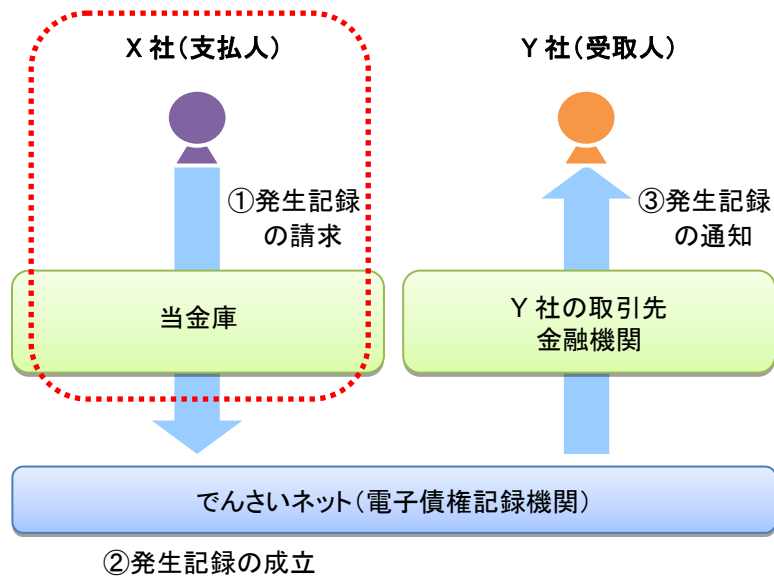 X 社（支払人）
Y 社（受取人）
①発生記録
の請求
③発生記録
の通知
当金庫
Y 社の取引先
金融機関
でんさいネット（電子債権記録機関）
②発生記録の成立